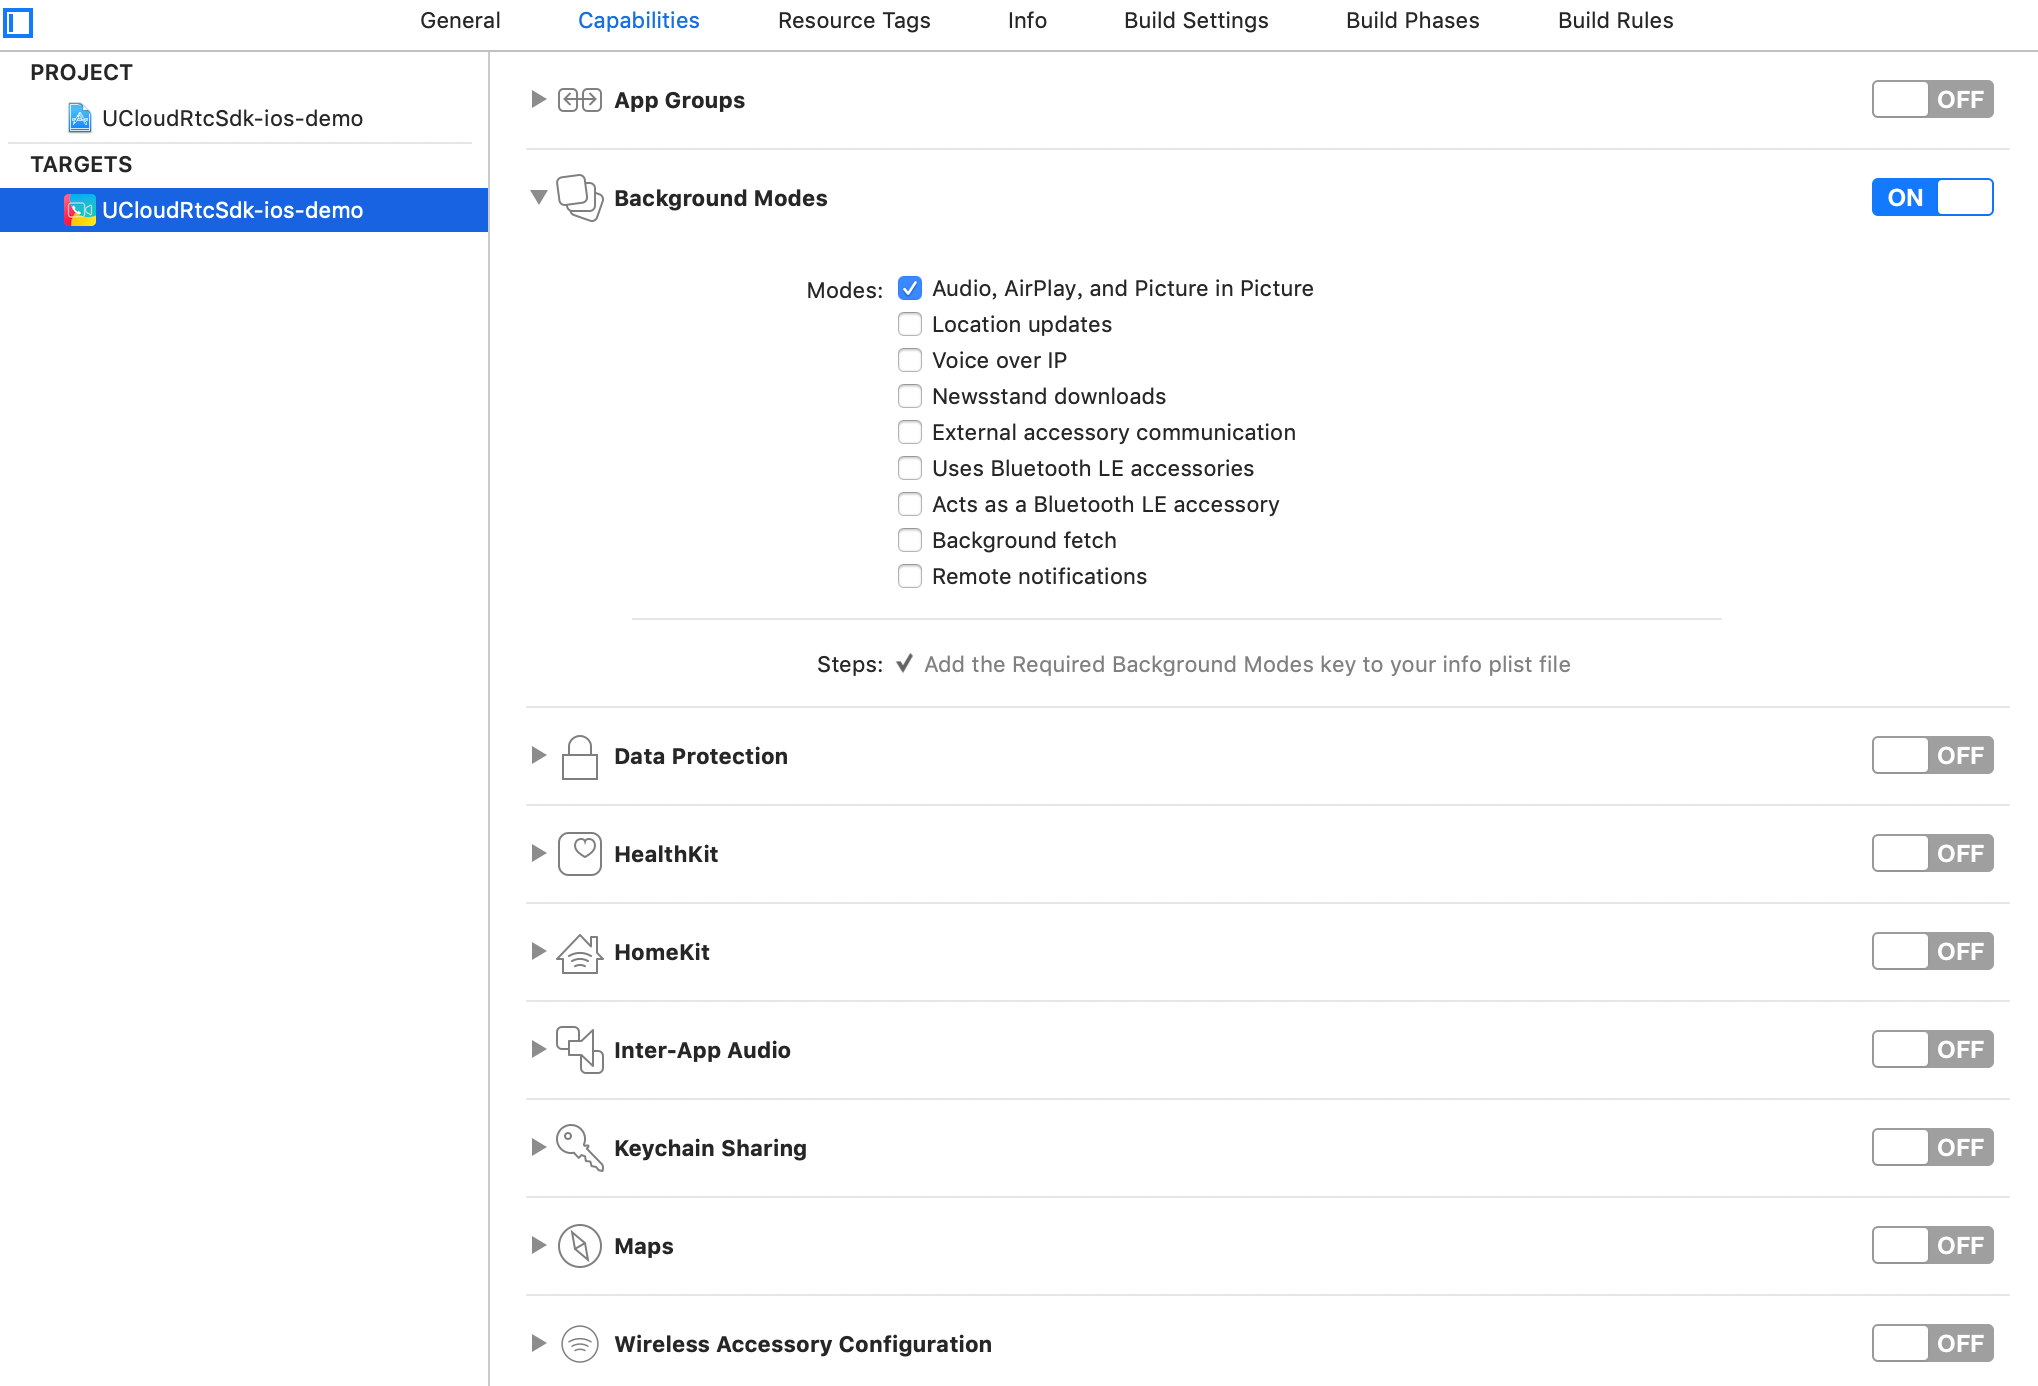 General Capabilities Resource Tags Info Build Settings Build Phases Build Rules
PROJECT
UCloudRtcSdk-ios-demo
TARGETS
UCloudRtcSdk-ios-demo
App Groups OFF
Background Modes ON
Modes: Audio, AirPlay, and Picture in Picture
Location updates
Voice over IP
Newsstand downloads
External accessory communication
Uses Bluetooth LE accessories
Acts as a Bluetooth LE accessory
Background fetch
Remote notifications
Steps: ✓ Add the Required Background Modes key to your info plist file
Data Protection OFF
HealthKit OFF
HomeKit OFF
Inter-App Audio OFF
Keychain Sharing OFF
Maps OFF
Wireless Accessory Configuration OFF